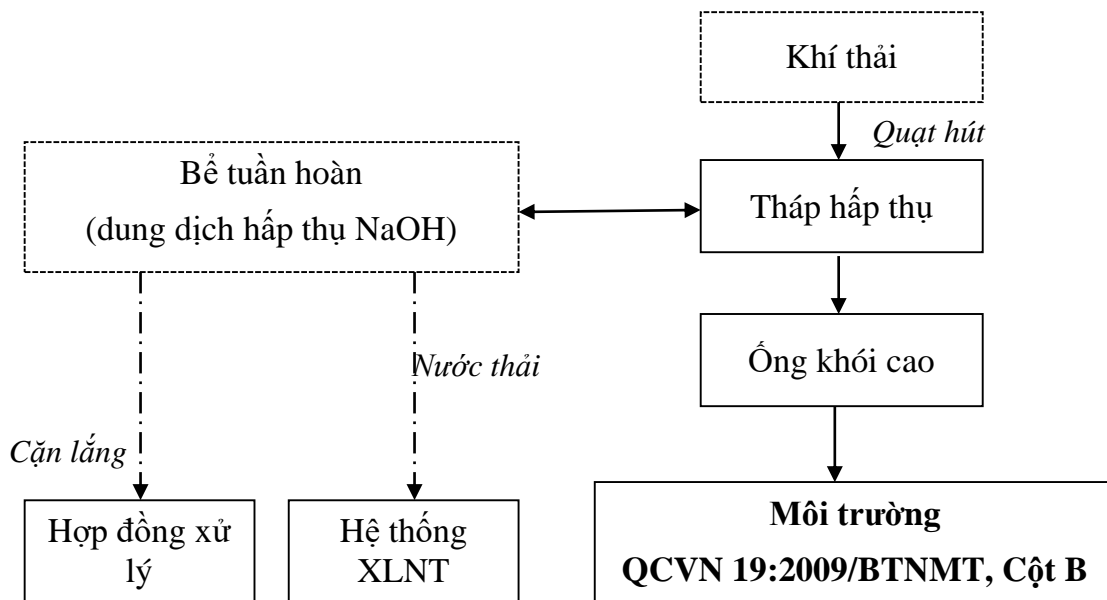 Khí thải
Quạt hút
Bể tuần hoàn
(dung dịch hấp thụ NaOH)
Tháp hấp thụ
Ống khói cao
Nước thải
Cặn lắng
Hợp đồng xử
lý
Hệ thống
XLNT
Môi trường
QCVN 19:2009/BTNMT, Cột B